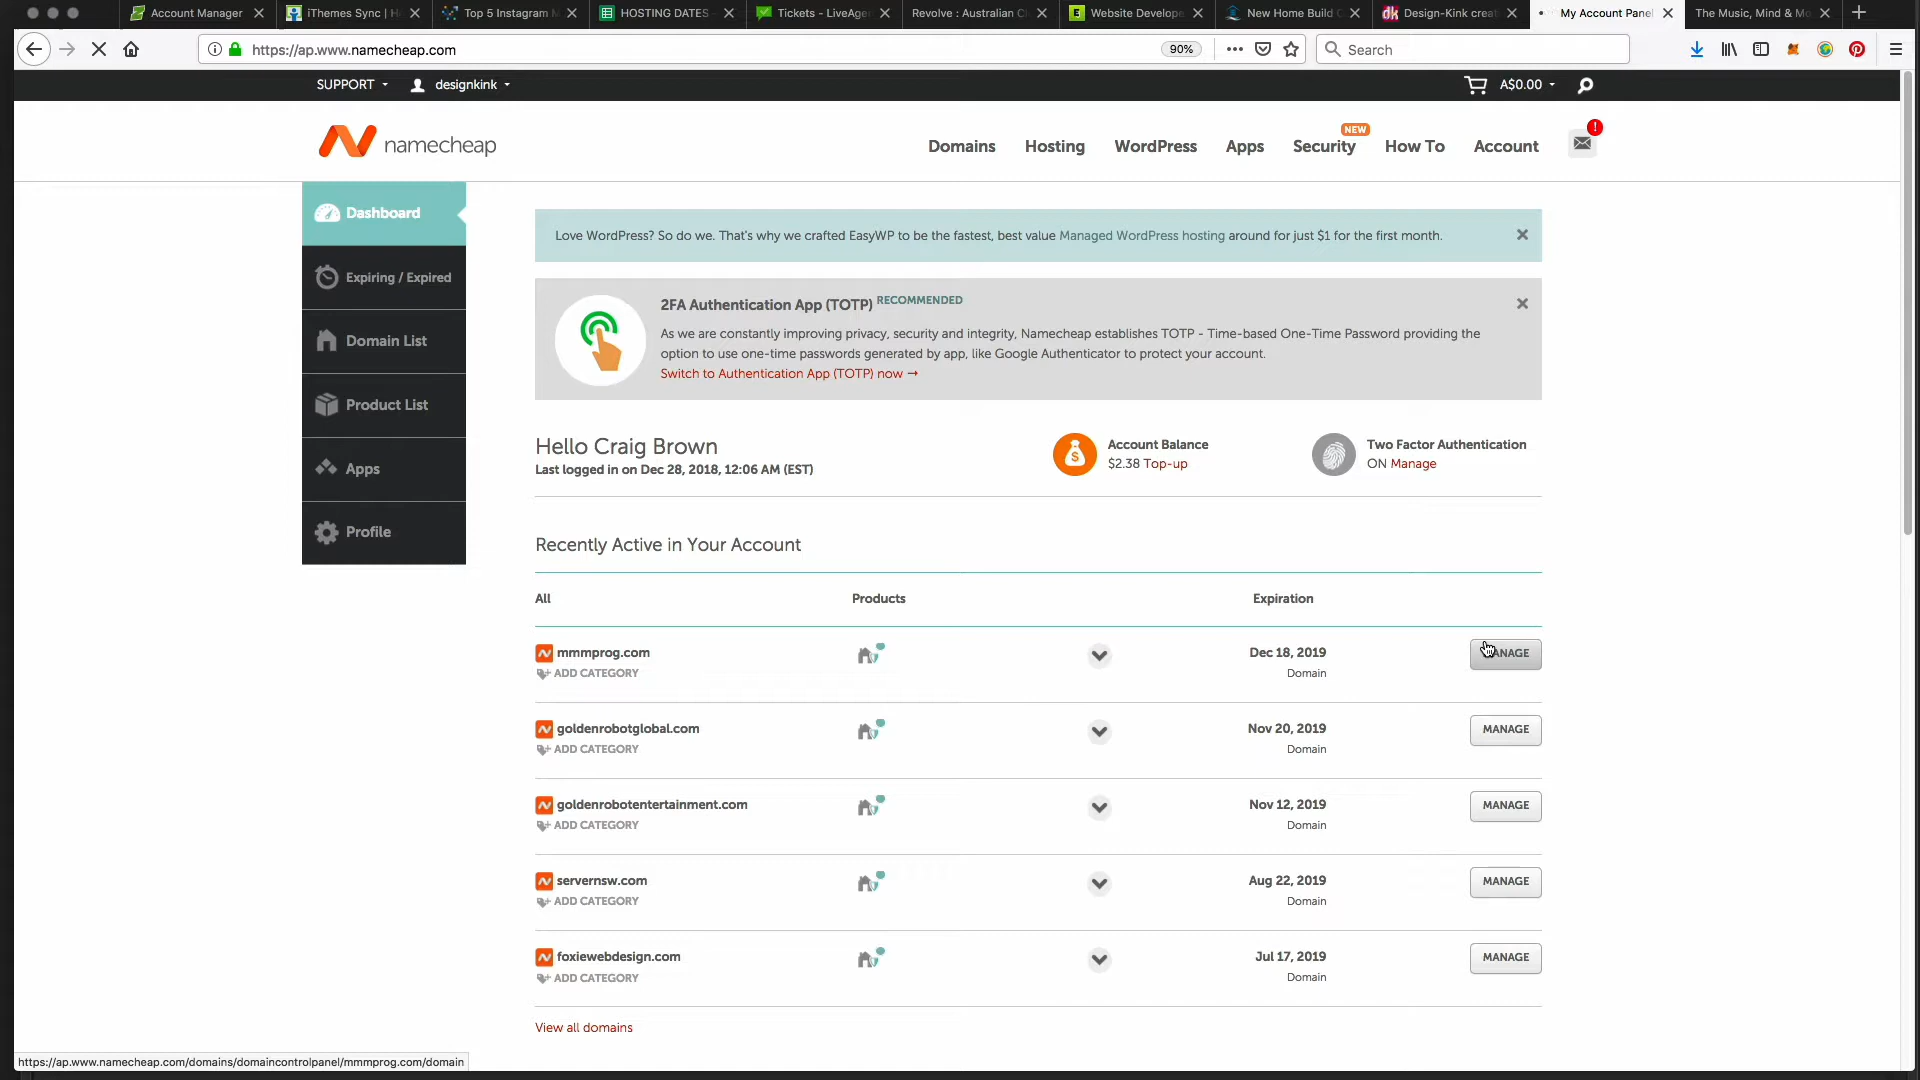 Account Manager
iThemes Sync | H
Top 5 Instagram M
HOSTING DATES -
Tickets - LiveAgen
Revolve : Australian C
Website Develope
New Home Build C
Design-Kink creat
My Account Panel
The Music, Mind & Mo
https://ap.www.namecheap.com
90%
Search
SUPPORT
designkink
A$0.00
namecheap
Domains
Hosting
WordPress
Apps
Security
NEW
How To
Account
!
Dashboard
Expiring / Expired
Domain List
Product List
Apps
Profile
Love WordPress? So do we. That's why we crafted EasyWP to be the fastest, best value Managed WordPress hosting around for just $1 for the first month.
2FA Authentication App (TOTP) RECOMMENDED
As we are constantly improving privacy, security and integrity, Namecheap establishes TOTP - Time-based One-Time Password providing the
option to use one-time passwords generated by app, like Google Authenticator to protect your account.
Switch to Authentication App (TOTP) now →
Hello Craig Brown
Last logged in on Dec 28, 2018, 12:06 AM (EST)
Account Balance
$2.38 Top-up
Two Factor Authentication
ON Manage
Recently Active in Your Account
All Products Expiration
mmmprog.com Dec 18, 2019 MANAGE
ADD CATEGORY Domain
goldenrobotglobal.com Nov 20, 2019 MANAGE
ADD CATEGORY Domain
goldenrobotentertainment.com Nov 12, 2019 MANAGE
ADD CATEGORY Domain
servernsw.com Aug 22, 2019 MANAGE
ADD CATEGORY Domain
foxiewebdesign.com Jul 17, 2019 MANAGE
ADD CATEGORY Domain
View all domains
https://ap.www.namecheap.com/domains/domaincontrolpanel/mmmprog.com/domain